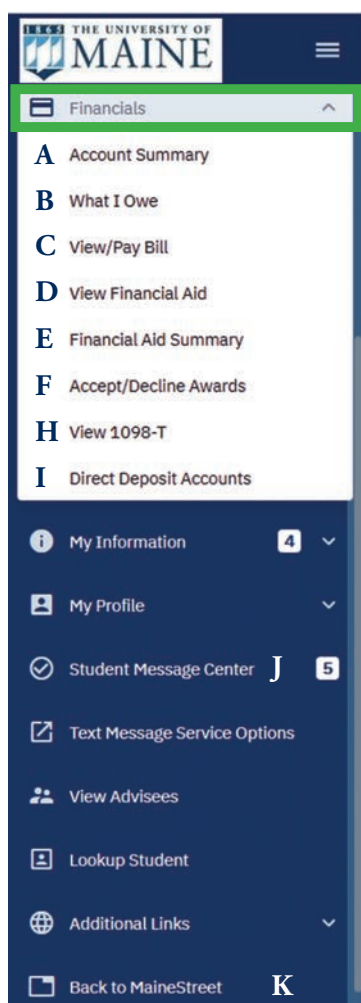 1865 THE UNIVERSITY OF
MAINE
Financials
A Account Summary
B What I Owe
C View/Pay Bill
D View Financial Aid
E Financial Aid Summary
F Accept/Decline Awards
H View 1098-T
I Direct Deposit Accounts
My Information 4
My Profile
Student Message Center J 5
Text Message Service Options
View Advisees
Lookup Student
Additional Links
Back to MaineStreet K